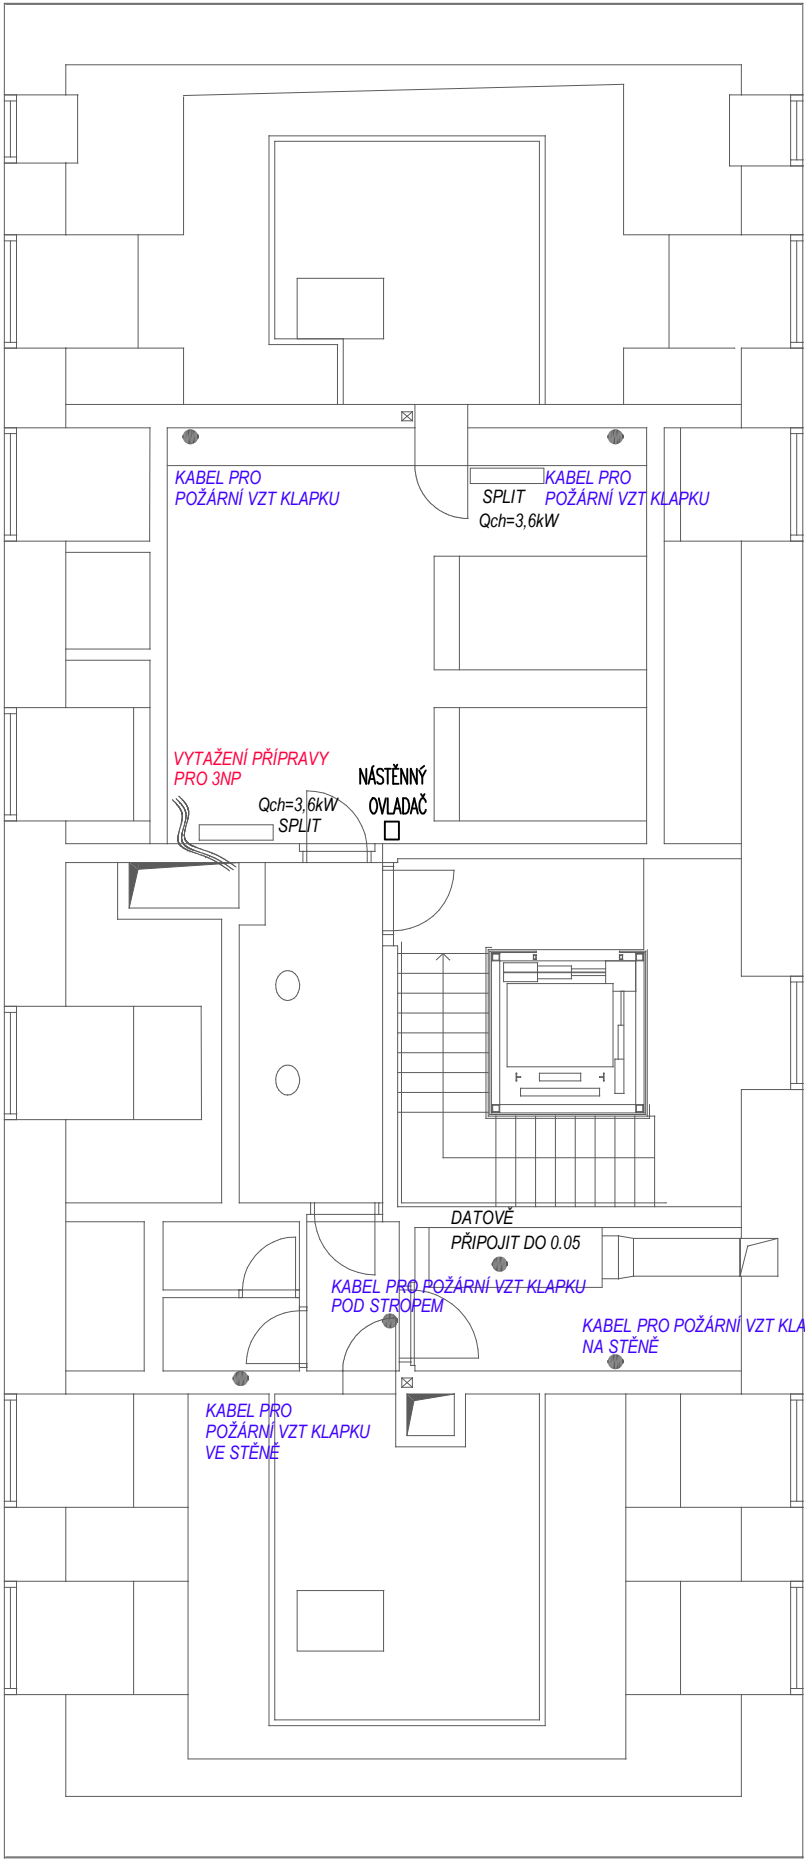 KABEL PRO
POŽÁRNÍ VZT KLAPKU
KABEL PRO
POŽÁRNÍ VZT KLAPKU
SPLIT
Qch=3,6kW
VYTAŽENÍ PŘÍPRAVY
PRO 3NP
NÁSTĚNNÝ
OVLADAČ
Qch=3,6kW
SPLIT
DATOVĚ
PŘIPOJIT DO 0.05
KABEL PRO POŽÁRNÍ VZT KLAPKU
POD STROPEM
KABEL PRO POŽÁRNÍ VZT KLA
NA STĚNĚ
KABEL PRO
POŽÁRNÍ VZT KLAPKU
VE STĚNĚ